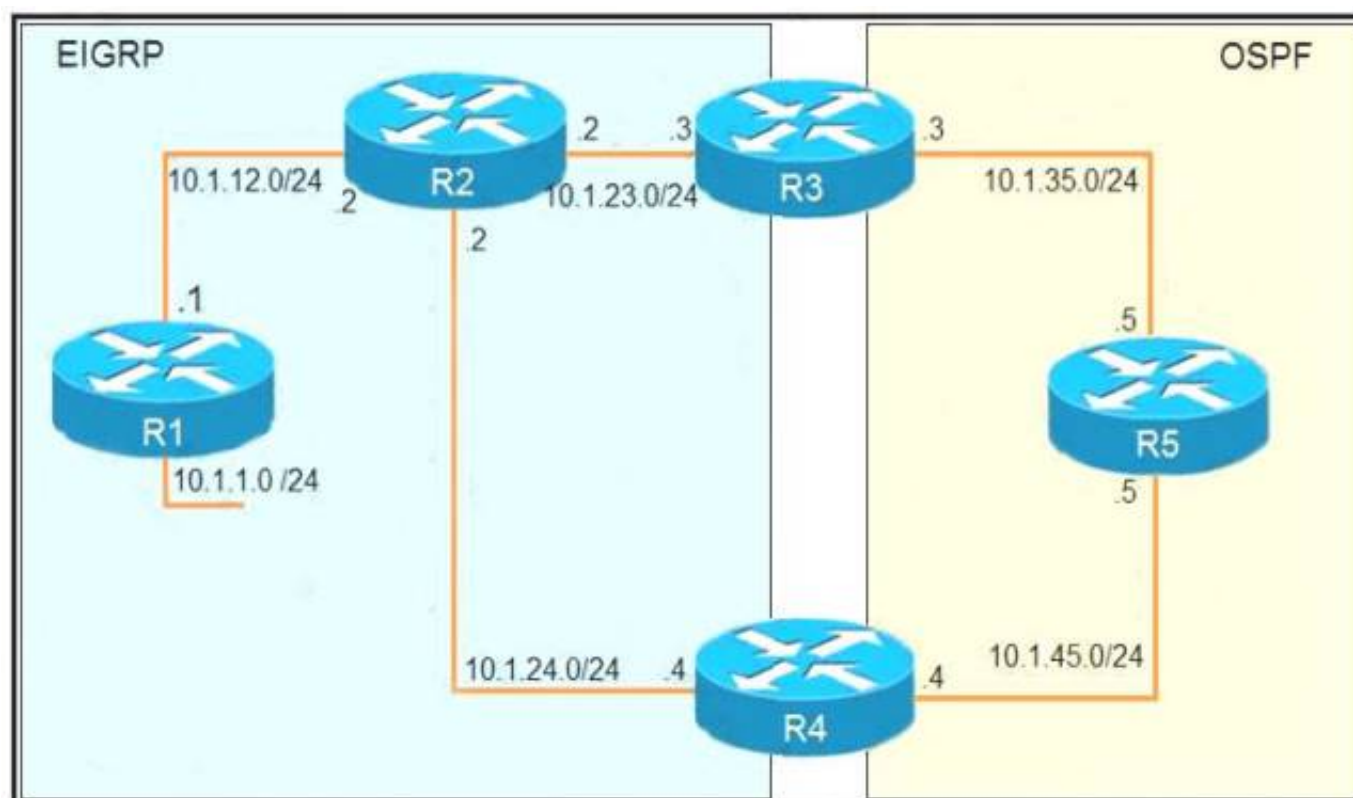 EIGRP
OSPF
R2
.2
.3
R3
.3
10.1.12.0/24
.2
10.1.23.0/24
10.1.35.0/24
.2
.1
R1
10.1.1.0 /24
.5
R5
.5
10.1.24.0/24
.4
R4
.4
10.1.45.0/24